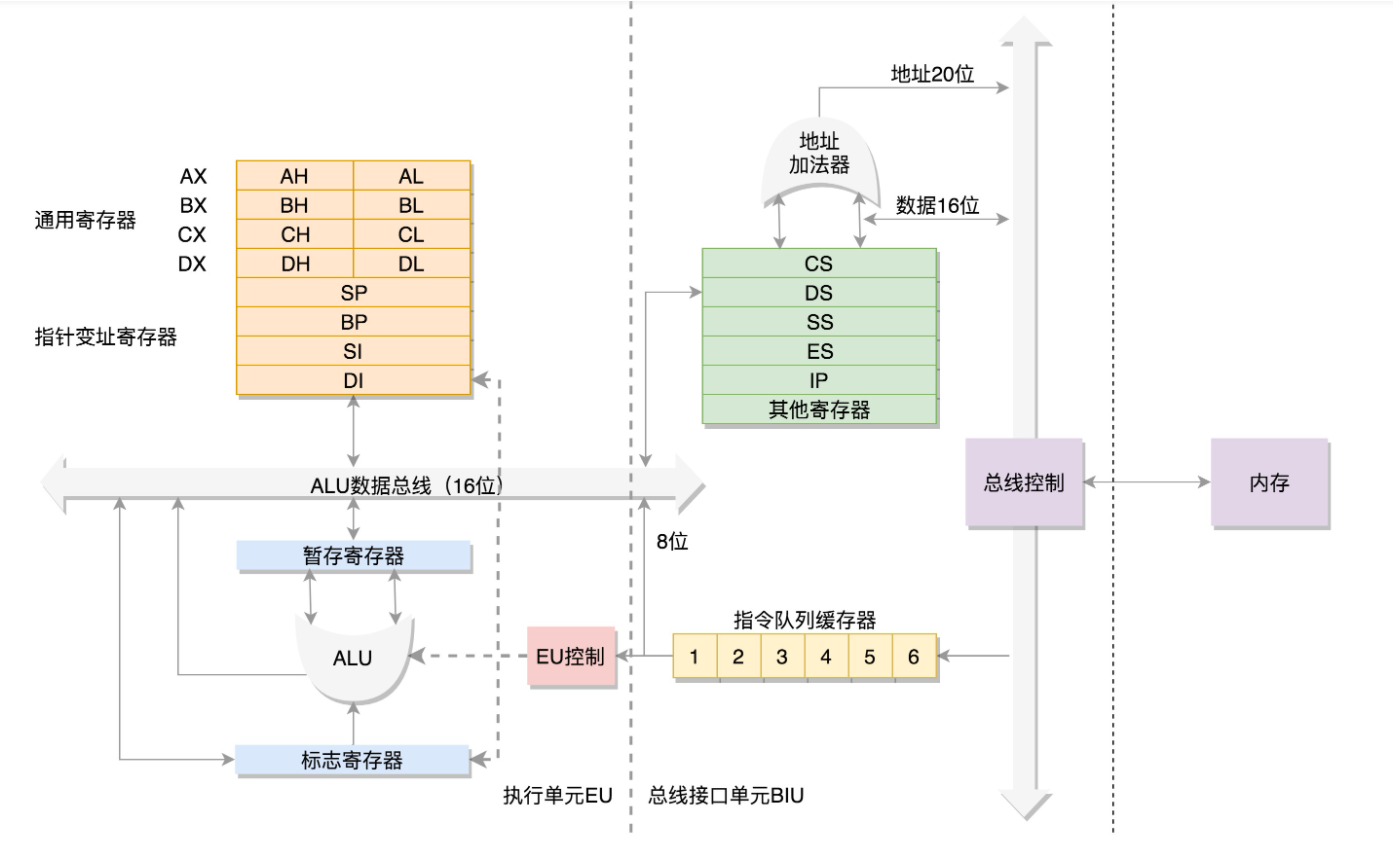 地址20位
地址
加法器
数据16位
通用寄存器
AX
AH
AL
BX
BH
BL
CX
CH
CL
DX
DH
DL
指针变址寄存器
SP
BP
SI
DI
CS
DS
SS
ES
IP
其他寄存器
ALU数据总线（16位）
总线控制
内存
暂存寄存器
8位
ALU
EU控制
指令队列缓存器
1 2 3 4 5 6
标志寄存器
执行单元EU
总线接口单元BIU